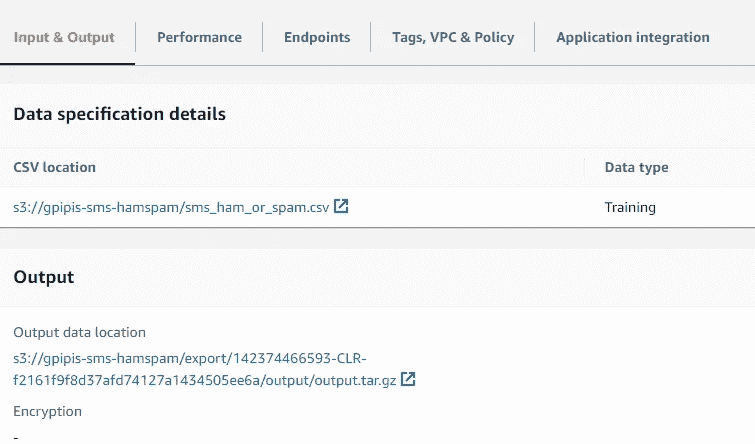 Input & Output
Performance
Endpoints
Tags, VPC & Policy
Application integration
Data specification details
CSV location
Data type
s3://gpipis-sms-hamspam/sms_ham_or_spam.csv
Training
Output
Output data location
s3://gpipis-sms-hamspam/export/142374466593-CLR-
f2161f9f8d37afd74127a1434505ee6a/output/output.tar.gz
Encryption
-